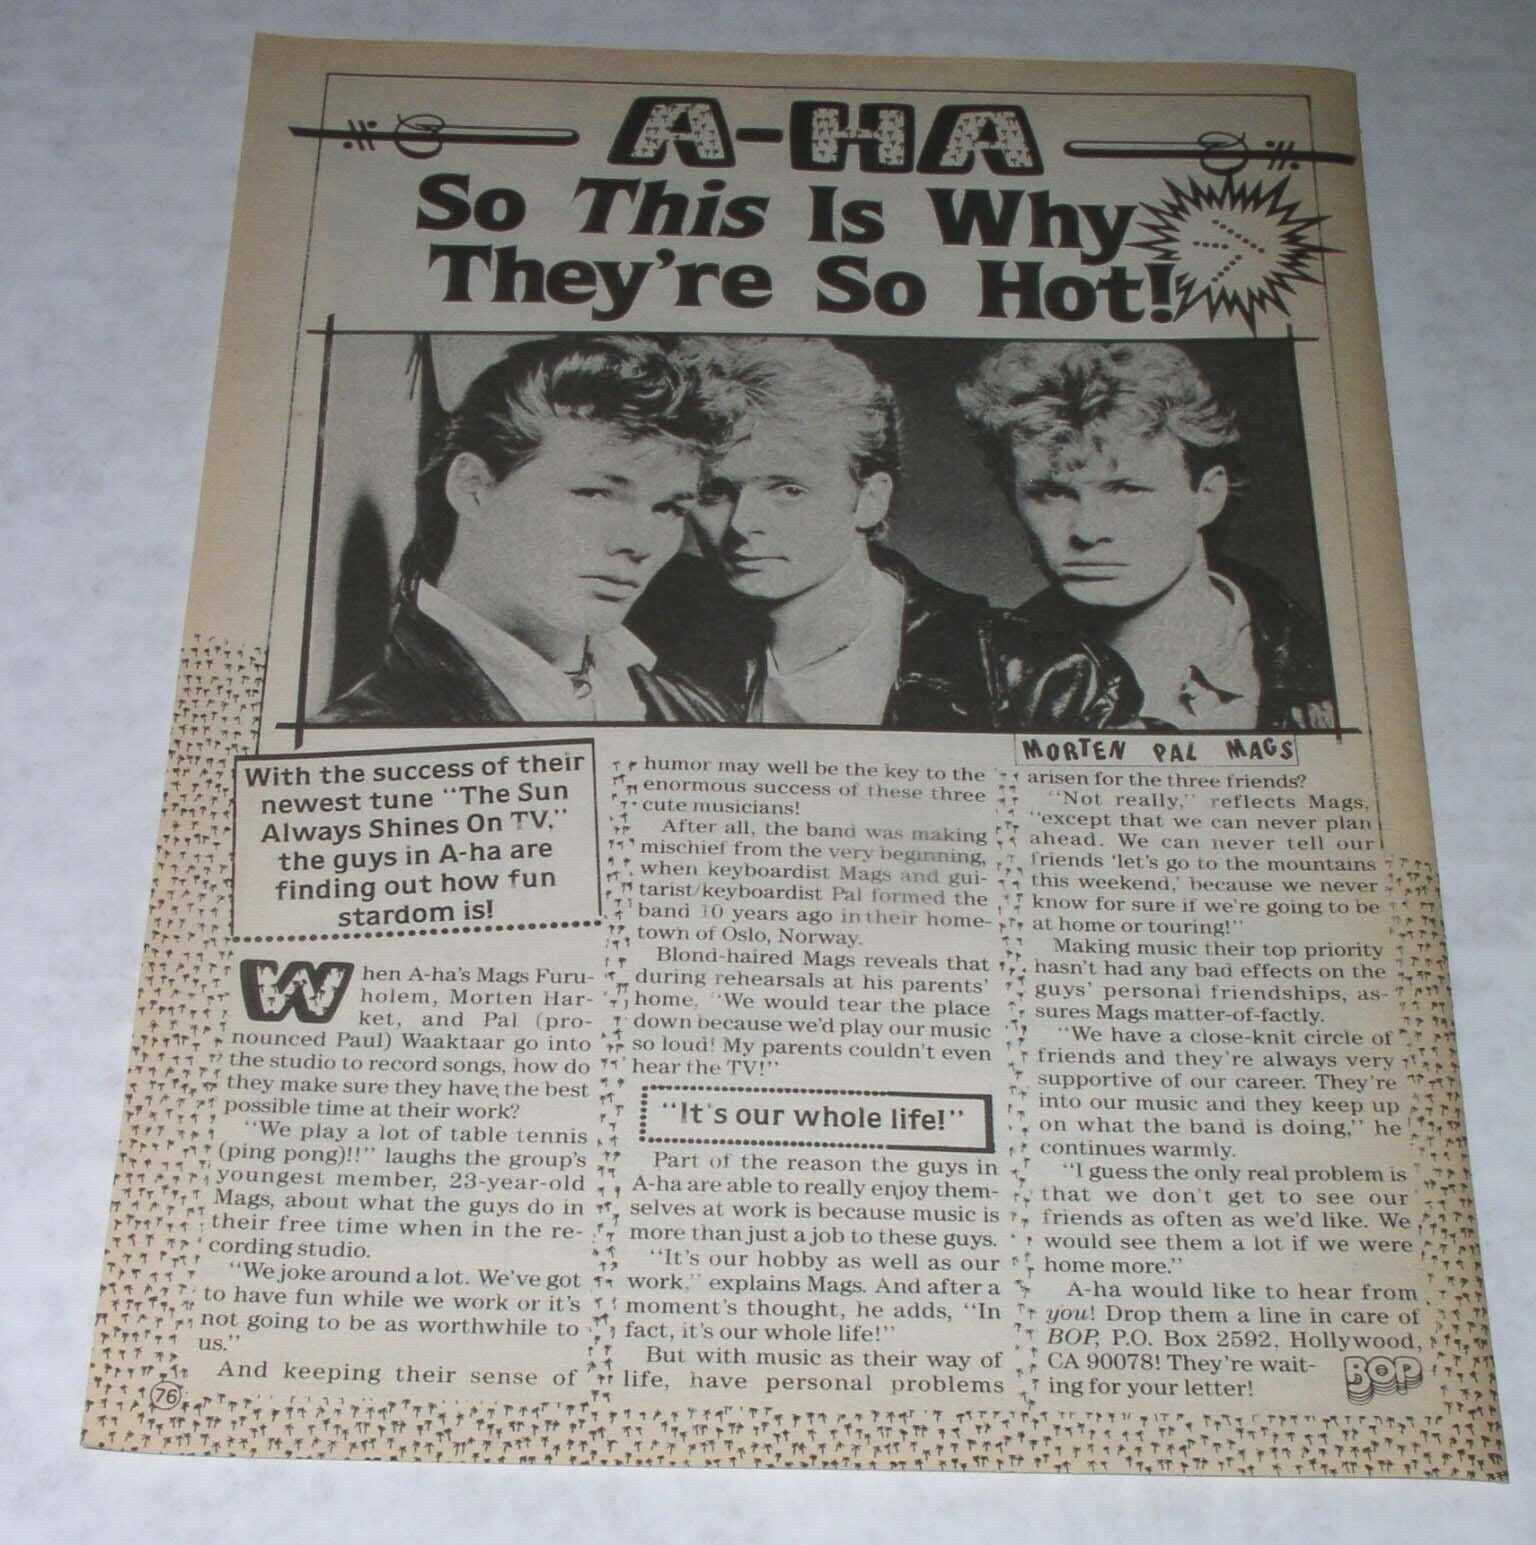 A-HA
So This Is Why
They're So Hot!
MORTEN PAL MAGS
With the success of their
newest tune "The Sun
Always Shines On TV,"
the guys in A-ha are
finding out how fun
stardom is!
When A-ha's Mags Furu-
holem, Morten Har-
ket, and Pal (pro-
nounced Paul) Waaktaar go into
the studio to record songs, how do
they make sure they have the best
possible time at their work?
"We play a lot of table tennis
(ping pong)!!" laughs the group's
youngest member, 23-year-old
Mags, about what the guys do in
their free time when in the re-
cording studio.
"We joke around a lot. We've got
to have fun while we work or it's
not going to be as worthwhile to
us."
And keeping their sense of
humor may well be the key to the
enormous success of these three
cute musicians!
After all, the band was making
mischief from the very beginning,
when keyboardist Mags and gui-
tarist/keyboardist Pal formed the
band 10 years ago in their home-
town of Oslo, Norway.
Blond-haired Mags reveals that
during rehearsals at his parents'
home, "We would tear the place
down because we'd play our music
so loud! My parents couldn't even
hear the TV!"
"It's our whole life!"
Part of the reason the guys in
A-ha are able to really enjoy them-
selves at work is because music is
more than just a job to these guys.
"It's our hobby as well as our
work," explains Mags. And after a
moment's thought, he adds, "In
fact, it's our whole life!"
But with music as their way of
life, have personal problems
arisen for the three friends?
"Not really," reflects Mags,
"except that we can never plan
ahead. We can never tell our
friends 'let's go to the mountains
this weekend,' because we never
know for sure if we're going to be
at home or touring!"
Making music their top priority
hasn't had any bad effects on the
guys' personal friendships, as-
sures Mags matter-of-factly.
"We have a close-knit circle of
friends and they're always very
supportive of our career. They're
into our music and they keep up
on what the band is doing," he
continues warmly.
"I guess the only real problem is
that we don't get to see our
friends as often as we'd like. We
would see them a lot if we were
home more."
A-ha would like to hear from
you! Drop them a line in care of
BOP, P.O. Box 2592, Hollywood,
CA 90078! They're wait-
ing for your letter!
BOP
76